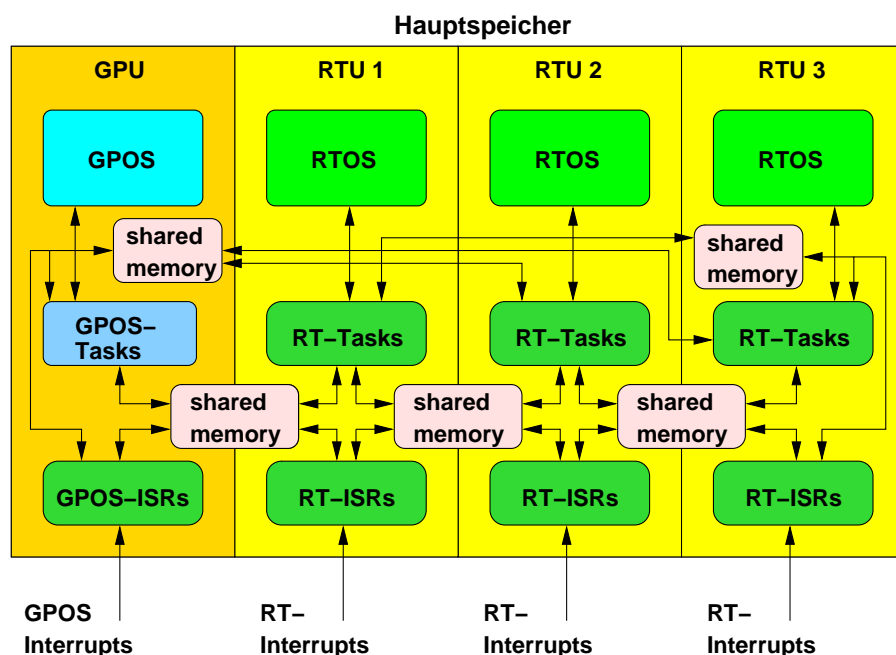 Hauptspeicher
GPU
RTU 1
RTU 2
RTU 3
GPOS
RTOS
RTOS
RTOS
shared
memory
shared
memory
GPOS–
Tasks
RT–Tasks
RT–Tasks
RT–Tasks
shared
memory
shared
memory
shared
memory
GPOS–ISRs
RT–ISRs
RT–ISRs
RT–ISRs
GPOS
Interrupts
RT–
Interrupts
RT–
Interrupts
RT–
Interrupts